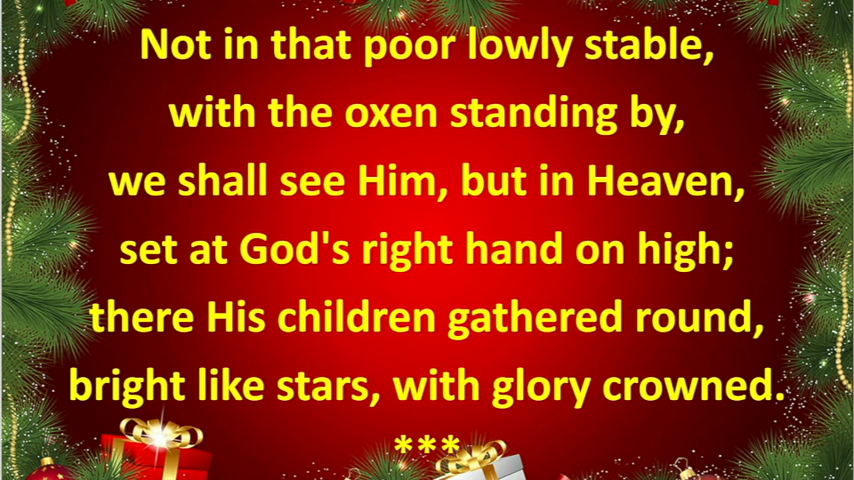 Not in that poor lowly stable,
with the oxen standing by,
we shall see Him, but in Heaven,
set at God's right hand on high;
there His children gathered round,
bright like stars, with glory crowned.
***